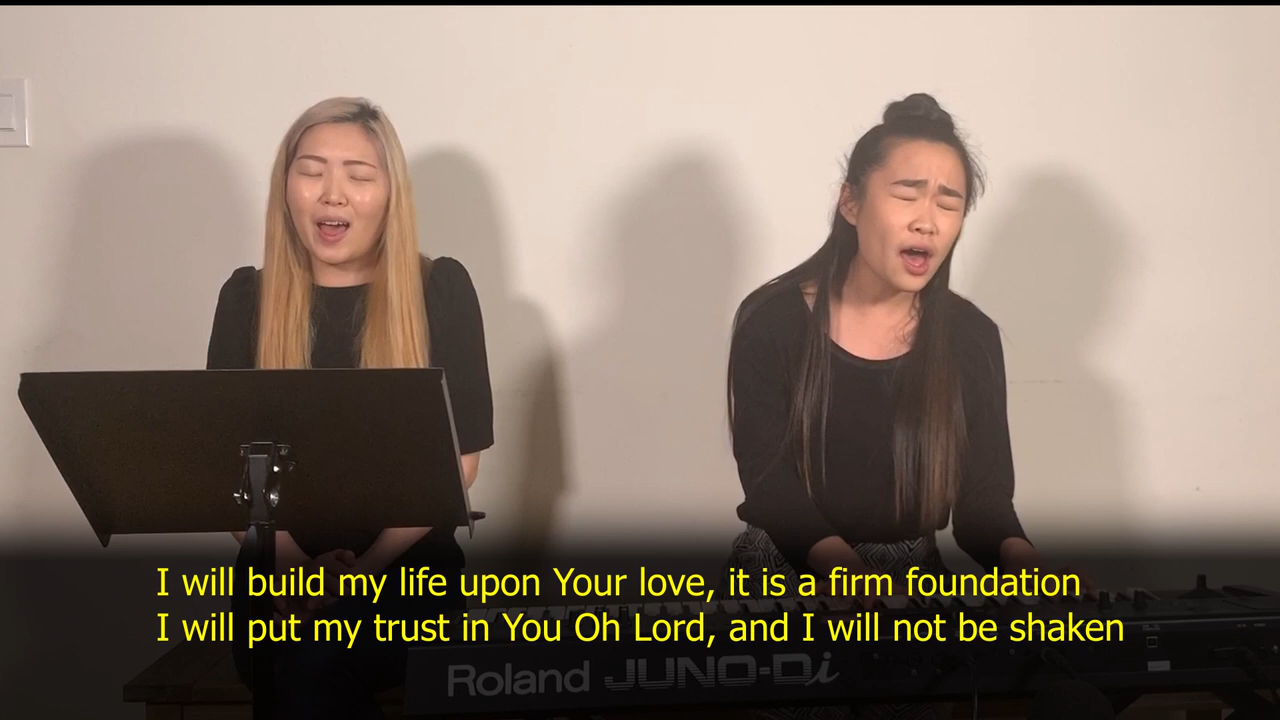 I will build my life upon Your love, it is a firm foundation
I will put my trust in You Oh Lord, and I will not be shaken
Roland JUNO-Di